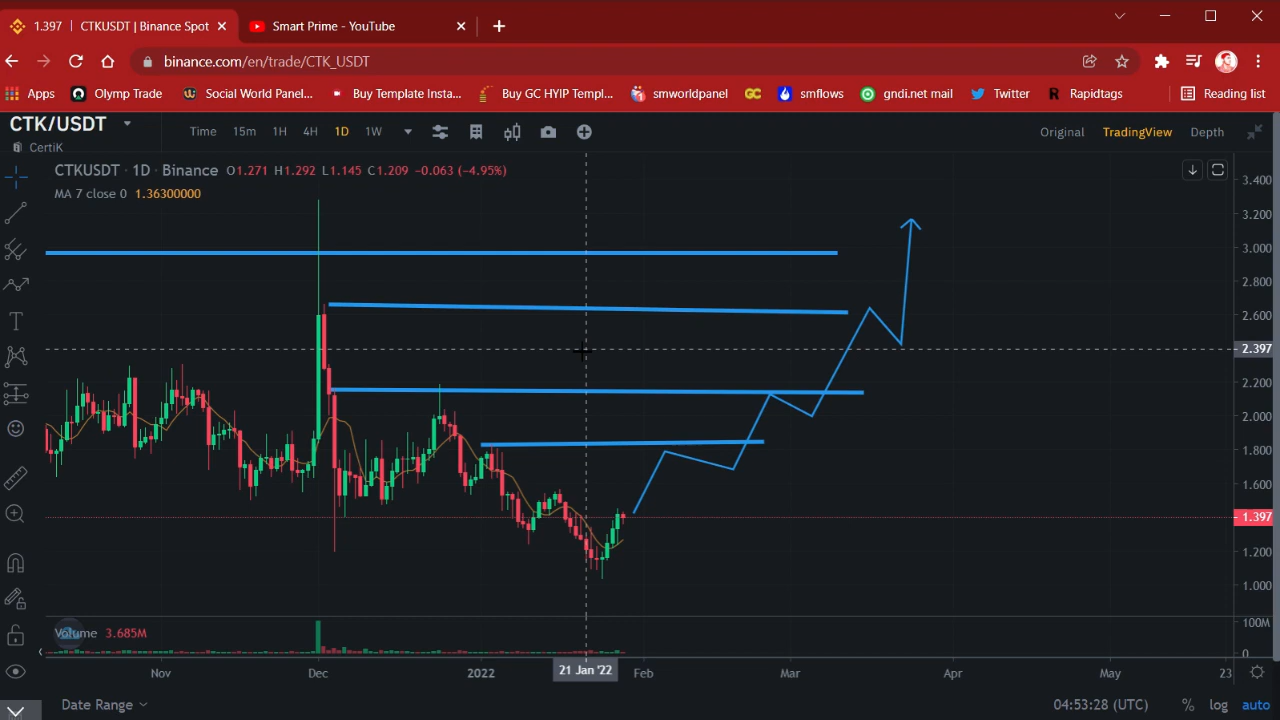 1.397 | CTKUSDT | Binance Spot
Smart Prime - YouTube
binance.com/en/trade/CTK_USDT
Apps
Olymp Trade
Social World Panel...
Buy Template Insta...
Buy GC HYIP Templ...
smworldpanel
GC
smflows
gndi.net mail
Twitter
R Rapidtags
Reading list
CTK/USDT
CertiK
Time 15m 1H 4H 1D 1W
Original TradingView Depth
CTKUSDT · 1D · Binance O1.271 H1.292 L1.145 C1.209 -0.063 (-4.95%)
MA 7 close 0 1.36300000
3.400
3.200
3.000
2.800
2.600
2.397
2.200
2.000
1.800
1.600
1.397
1.200
1.000
Volume 3.685M
100M
0
Nov Dec 2022 21 Jan '22 Feb Mar Apr May 23
Date Range
04:53:28 (UTC) % log auto